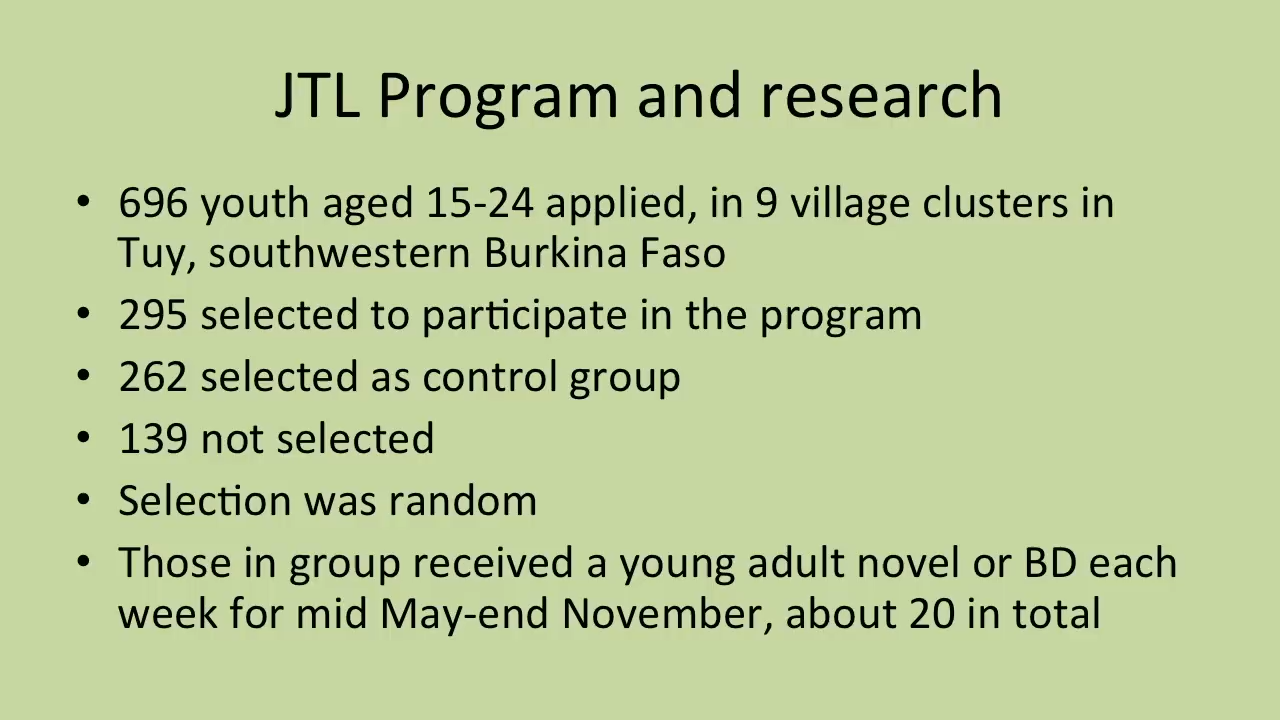 JTL Program and research
• 696 youth aged 15-24 applied, in 9 village clusters in
Tuy, southwestern Burkina Faso
• 295 selected to participate in the program
• 262 selected as control group
• 139 not selected
• Selection was random
• Those in group received a young adult novel or BD each
week for mid May-end November, about 20 in total